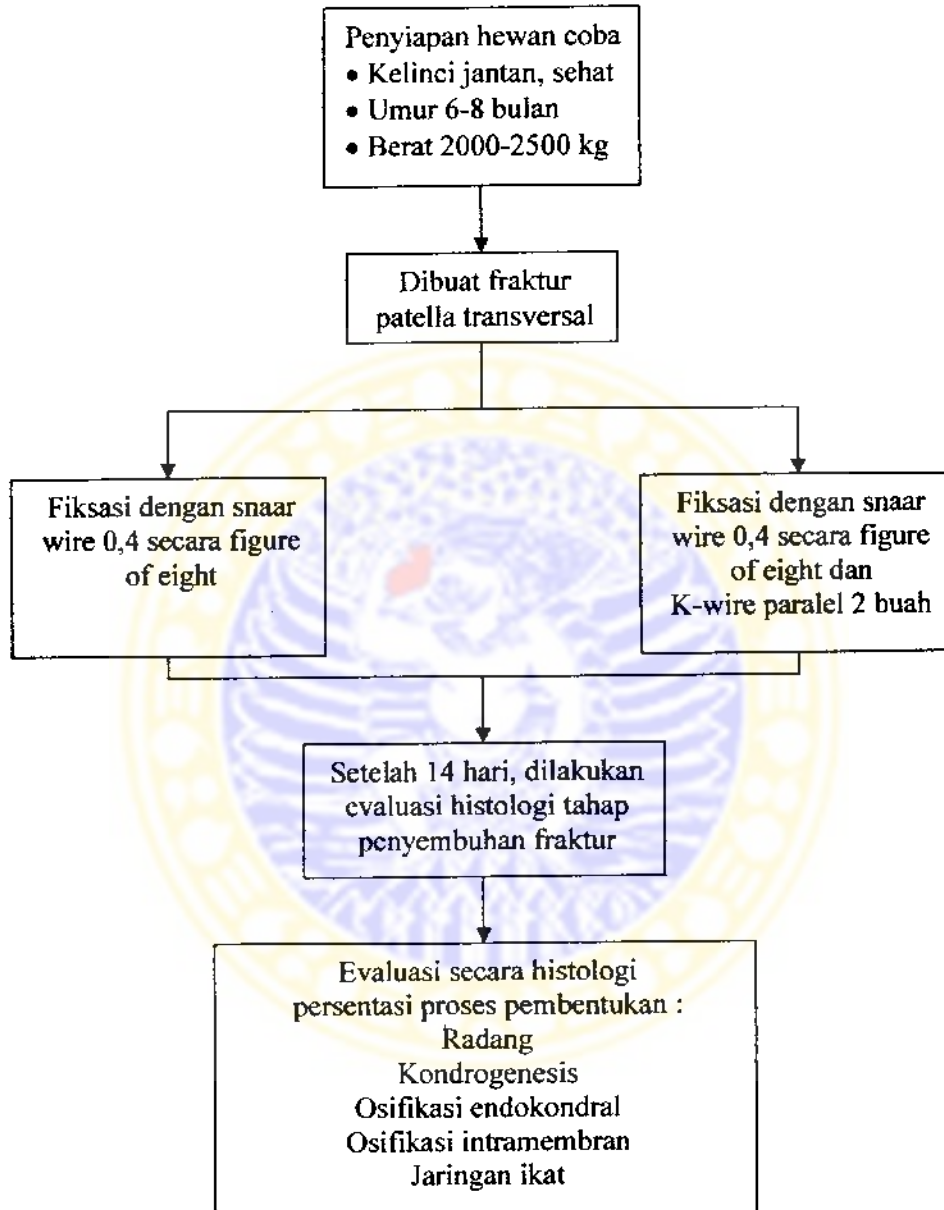 Penyiapan hewan coba
• Kelinci jantan, sehat
• Umur 6-8 bulan
• Berat 2000-2500 kg
Dibuat fraktur
patella transversal
Fiksasi dengan snaar
wire 0,4 secara figure
of eight
Fiksasi dengan snaar
wire 0,4 secara figure
of eight dan
K-wire paralel 2 buah
Setelah 14 hari, dilakukan
evaluasi histologi tahap
penyembuhan fraktur
Evaluasi secara histologi
persentasi proses pembentukan :
Radang
Kondrogenesis
Osifikasi endokondral
Osifikasi intramembran
Jaringan ikat